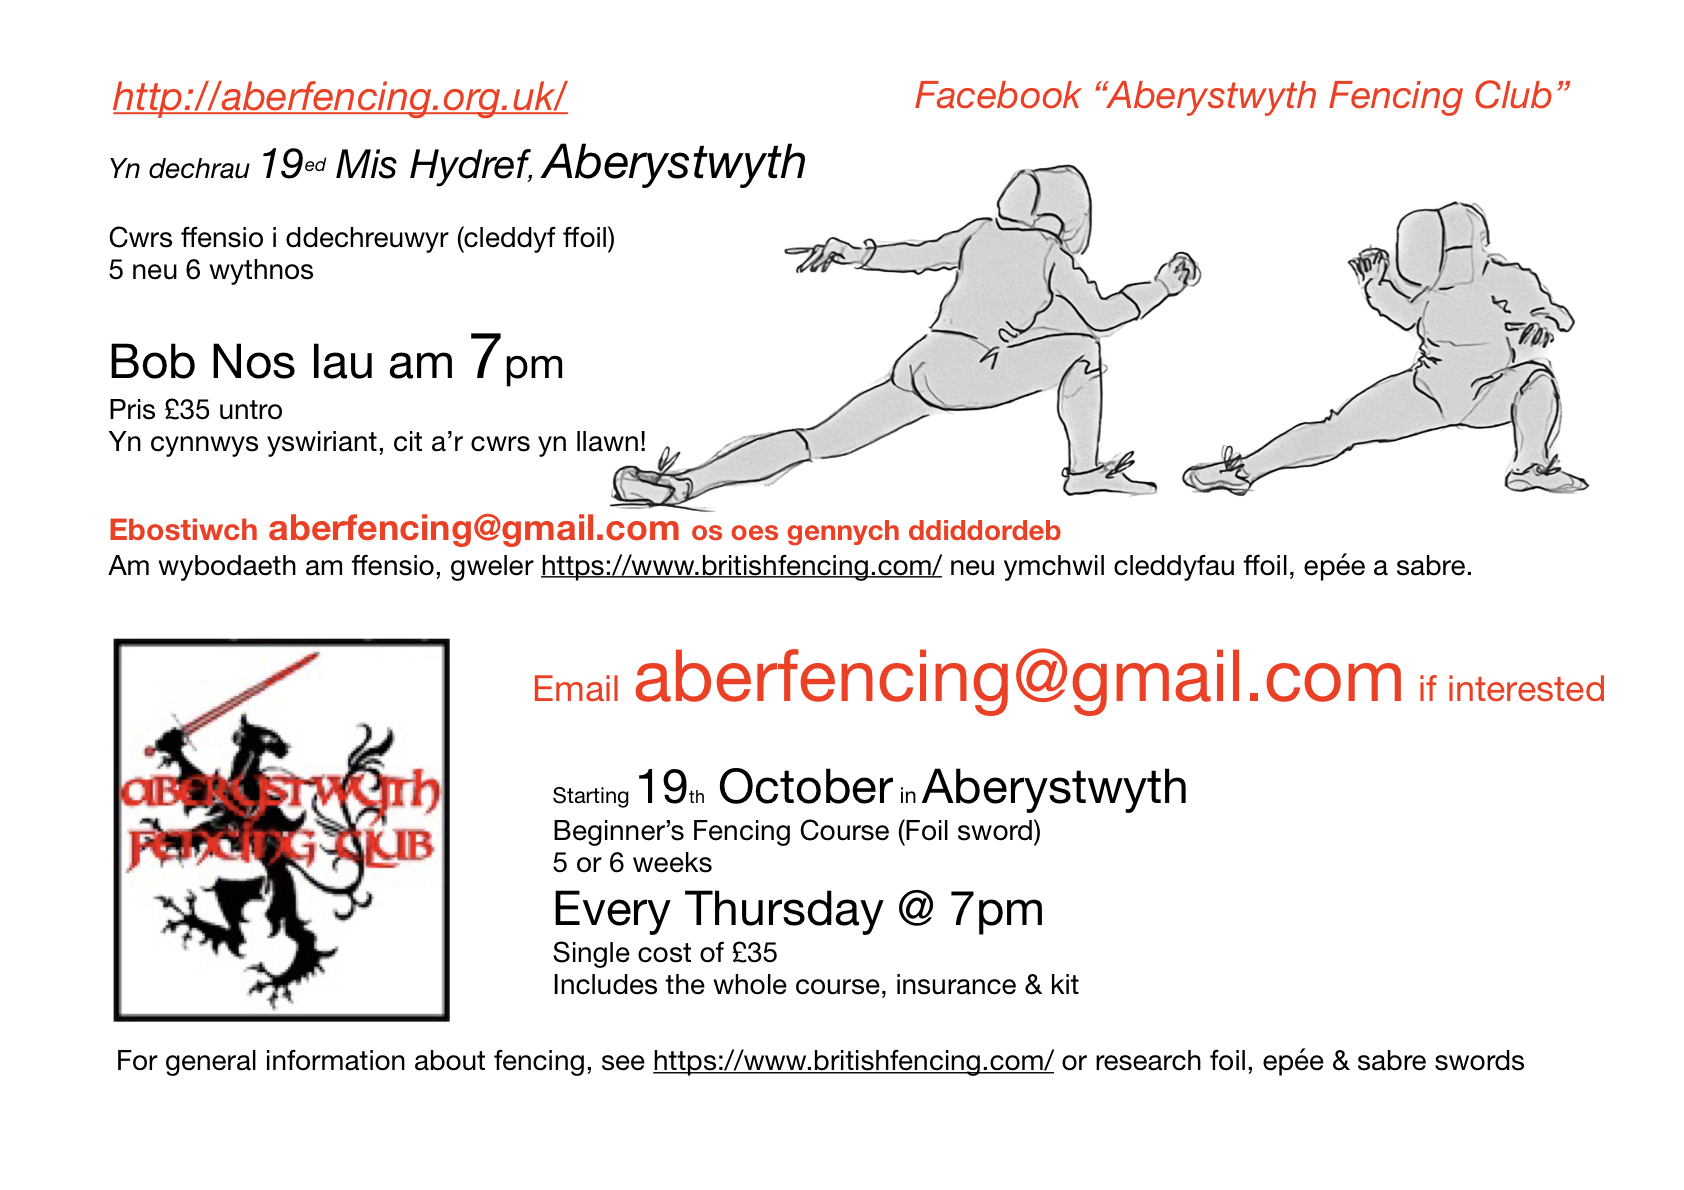 http://aberfencing.org.uk/
Facebook “Aberystwyth Fencing Club”
Yn dechrau 19ed Mis Hydref, Aberystwyth
Cwrs ffensio i ddechreuwyr (cleddyf ffoil)
5 neu 6 wythnos
Bob Nos Iau am 7pm
Pris £35 untro
Yn cynnwys yswiriant, cit a’r cwrs yn llawn!
Ebostiwch aberfencing@gmail.com os oes gennych ddiddordeb
Am wybodaeth am ffensio, gweler https://www.britishfencing.com/ neu ymchwil cleddyfau ffoil, epée a sabre.
ABERYSTWYTH
FENCING CLUB
Email aberfencing@gmail.com if interested
Starting 19th October in Aberystwyth
Beginner’s Fencing Course (Foil sword)
5 or 6 weeks
Every Thursday @ 7pm
Single cost of £35
Includes the whole course, insurance & kit
For general information about fencing, see https://www.britishfencing.com/ or research foil, epée & sabre swords